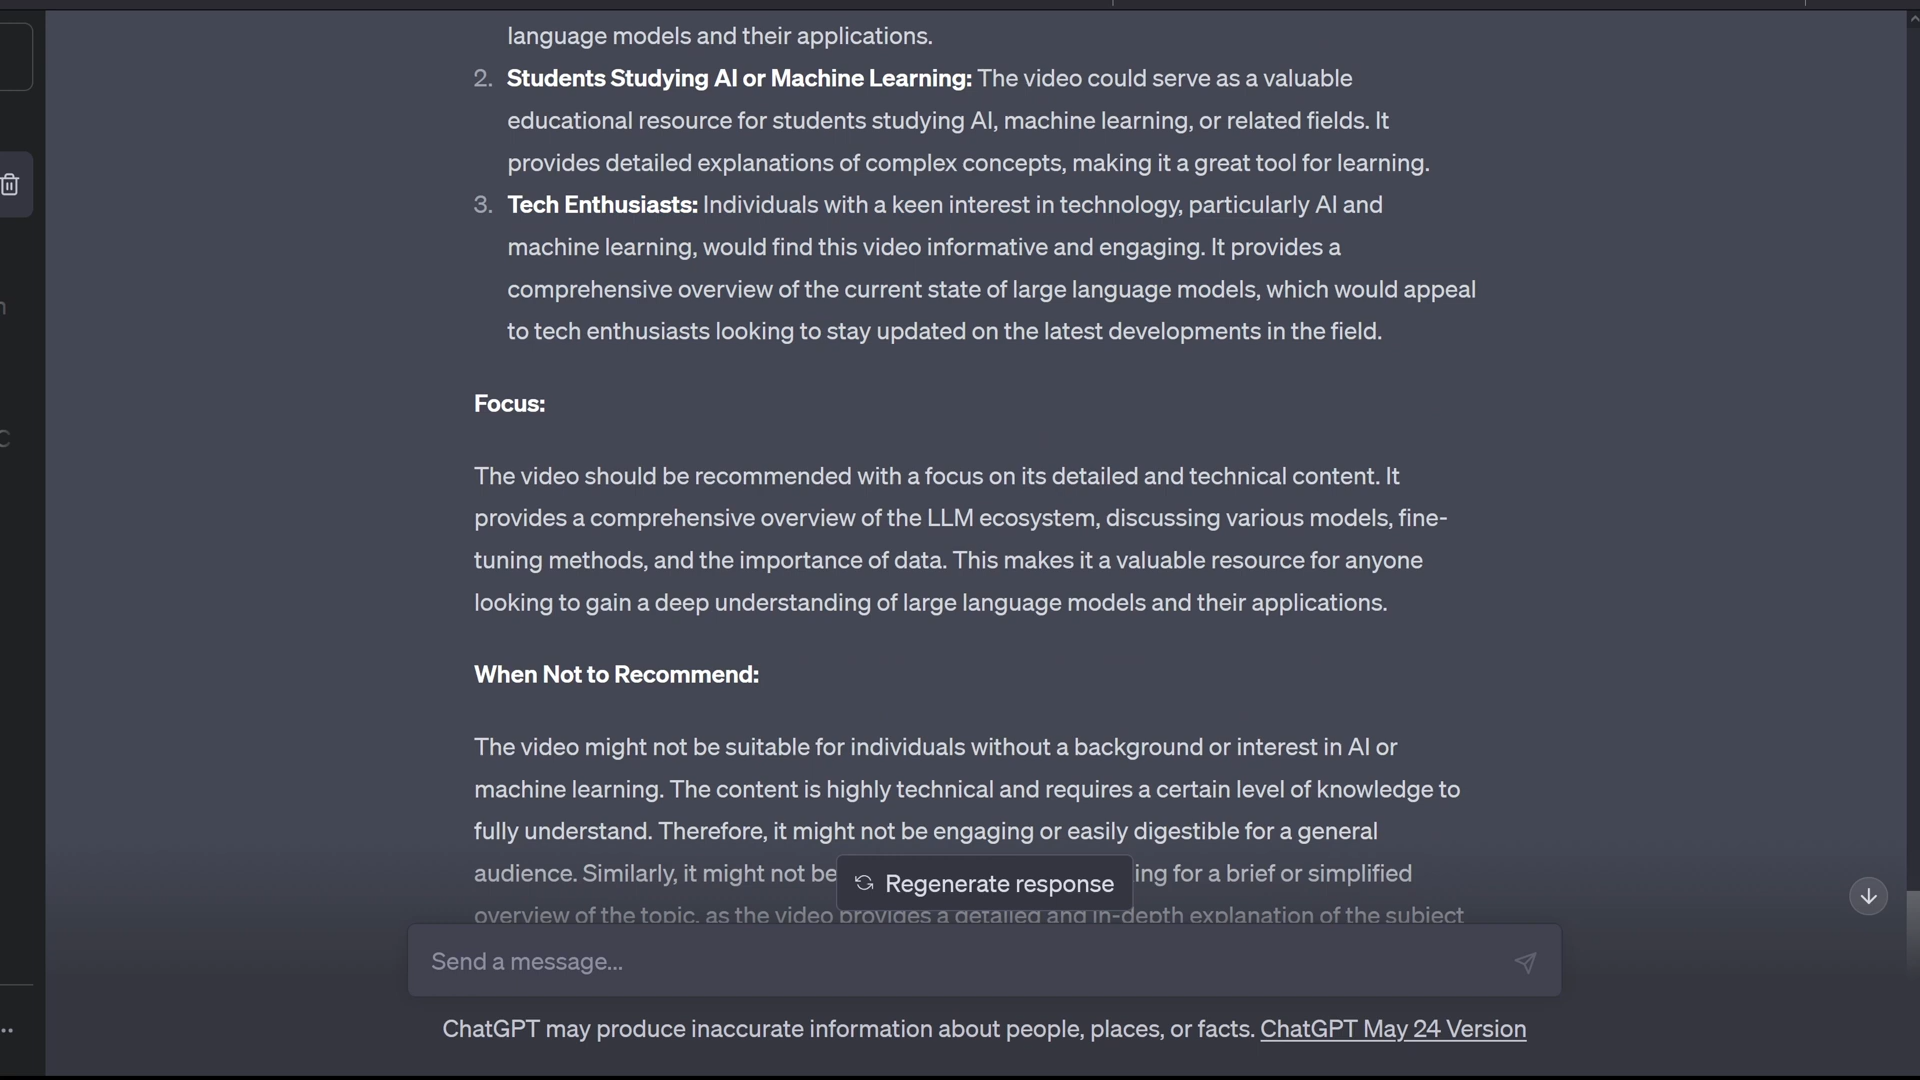 language models and their applications.
2. Students Studying AI or Machine Learning: The video could serve as a valuable
educational resource for students studying AI, machine learning, or related fields. It
provides detailed explanations of complex concepts, making it a great tool for learning.
3. Tech Enthusiasts: Individuals with a keen interest in technology, particularly AI and
machine learning, would find this video informative and engaging. It provides a
comprehensive overview of the current state of large language models, which would appeal
to tech enthusiasts looking to stay updated on the latest developments in the field.
Focus:
The video should be recommended with a focus on its detailed and technical content. It
provides a comprehensive overview of the LLM ecosystem, discussing various models, fine-
tuning methods, and the importance of data. This makes it a valuable resource for anyone
looking to gain a deep understanding of large language models and their applications.
When Not to Recommend:
The video might not be suitable for individuals without a background or interest in AI or
machine learning. The content is highly technical and requires a certain level of knowledge to
fully understand. Therefore, it might not be engaging or easily digestible for a general
audience. Similarly, it might not be ing for a brief or simplified
Regenerate response
overview of the topic, as the video provides a detailed and in-depth explanation of the subject
Send a message...
ChatGPT may produce inaccurate information about people, places, or facts. ChatGPT May 24 Version